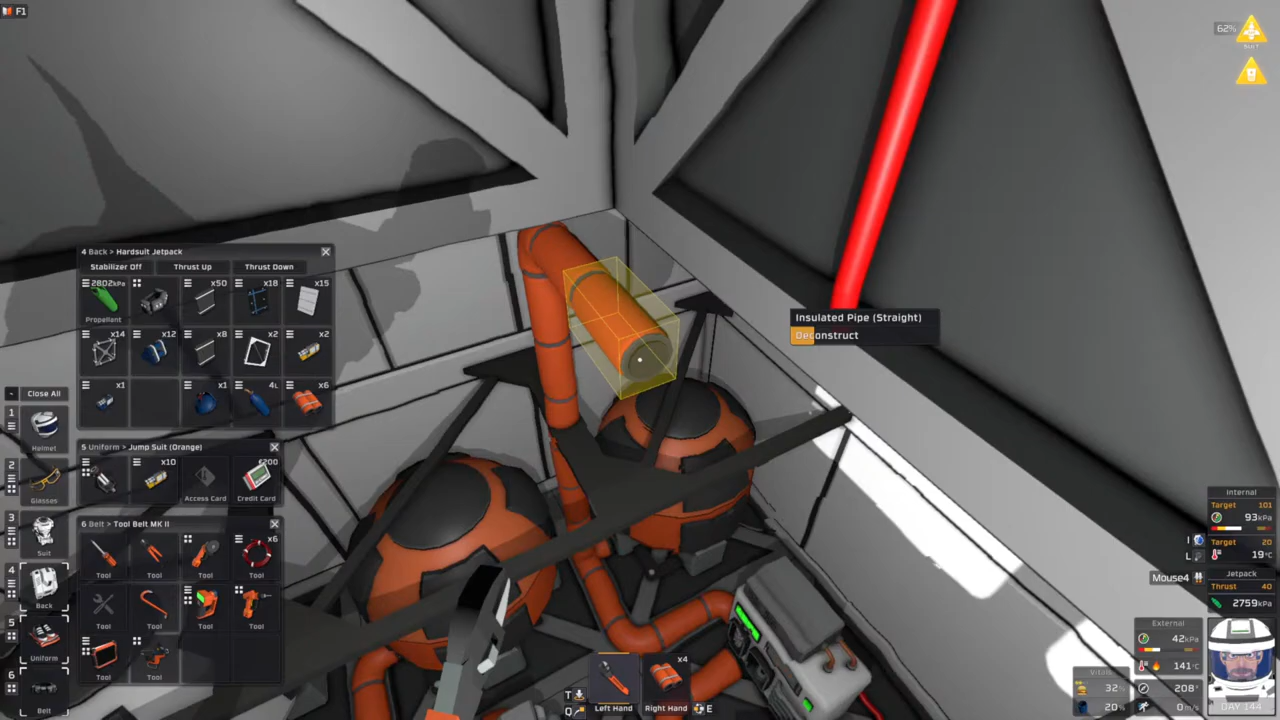 F1
62%
SUIT
4 Back > Hardsuit Jetpack
Stabilizer Off Thrust Up Thrust Down
2802kPa x50 x18 x15
Propellant
x14 x12 x8 x2 x2
x1 x1 4L x6
Close All
1
Helmet
2
Glasses
3
Suit
4
Back
5
Uniform
6
Belt
5 Uniform > Jump Suit (Orange)
x10 €200
Access Card Credit Card
6 Belt > Tool Belt MK II
x6
Tool Tool Tool Tool
Tool Tool Tool Tool
Tool Tool
Insulated Pipe (Straight)
Deconstruct
T
Q
Left Hand
x4
Right Hand
E
Internal
Target 101
93kPa
Target 20
I
L
19°C
Mouse4
Jetpack
Thrust 40
2759kPa
External
42kPa
141°C
208°
0m/s
Vitals
32%
20%
DAY 144